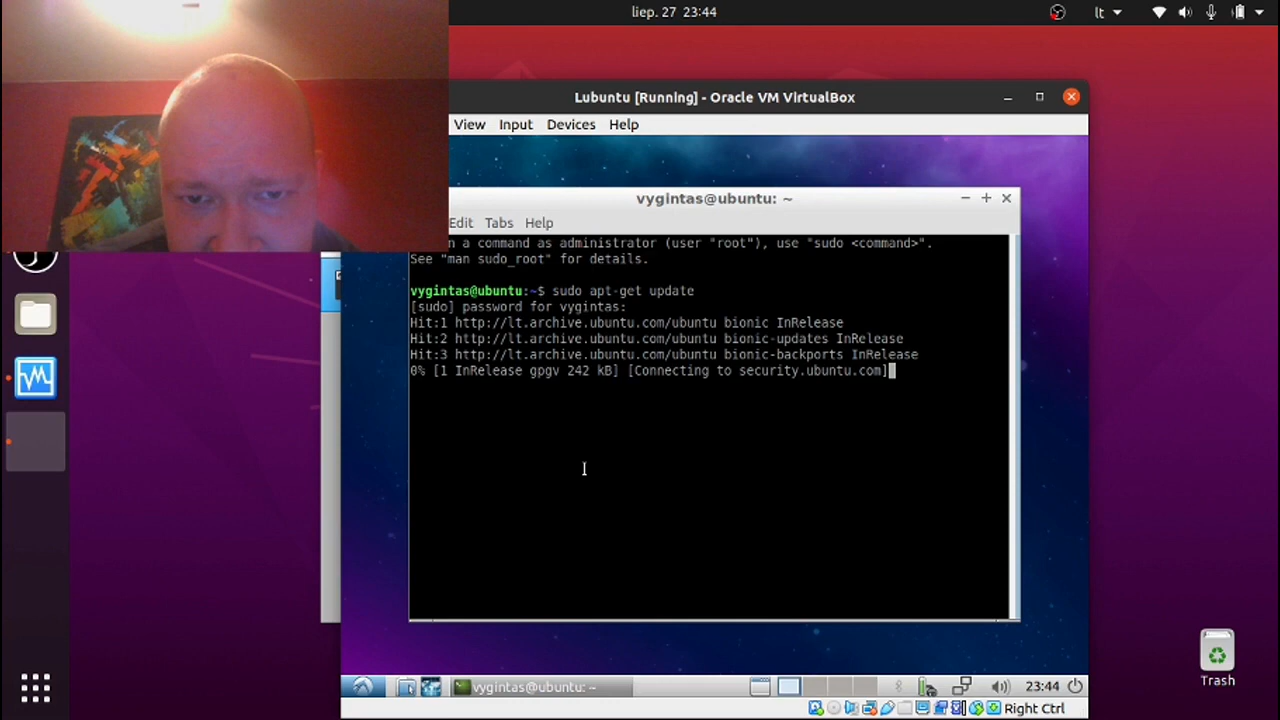 liep. 27 23:44
lt
Lubuntu [Running] - Oracle VM VirtualBox
View Input Devices Help
vygintas@ubuntu: ~
Edit Tabs Help
a command as administrator (user "root"), use "sudo <command>".
See "man sudo_root" for details.
vygintas@ubuntu:~$ sudo apt-get update
[sudo] password for vygintas:
Hit:1 http://lt.archive.ubuntu.com/ubuntu bionic InRelease
Hit:2 http://lt.archive.ubuntu.com/ubuntu bionic-updates InRelease
Hit:3 http://lt.archive.ubuntu.com/ubuntu bionic-backports InRelease
0% [1 InRelease gpgv 242 kB] [Connecting to security.ubuntu.com]
Trash
vygintas@ubuntu: ~
23:44
Right Ctrl